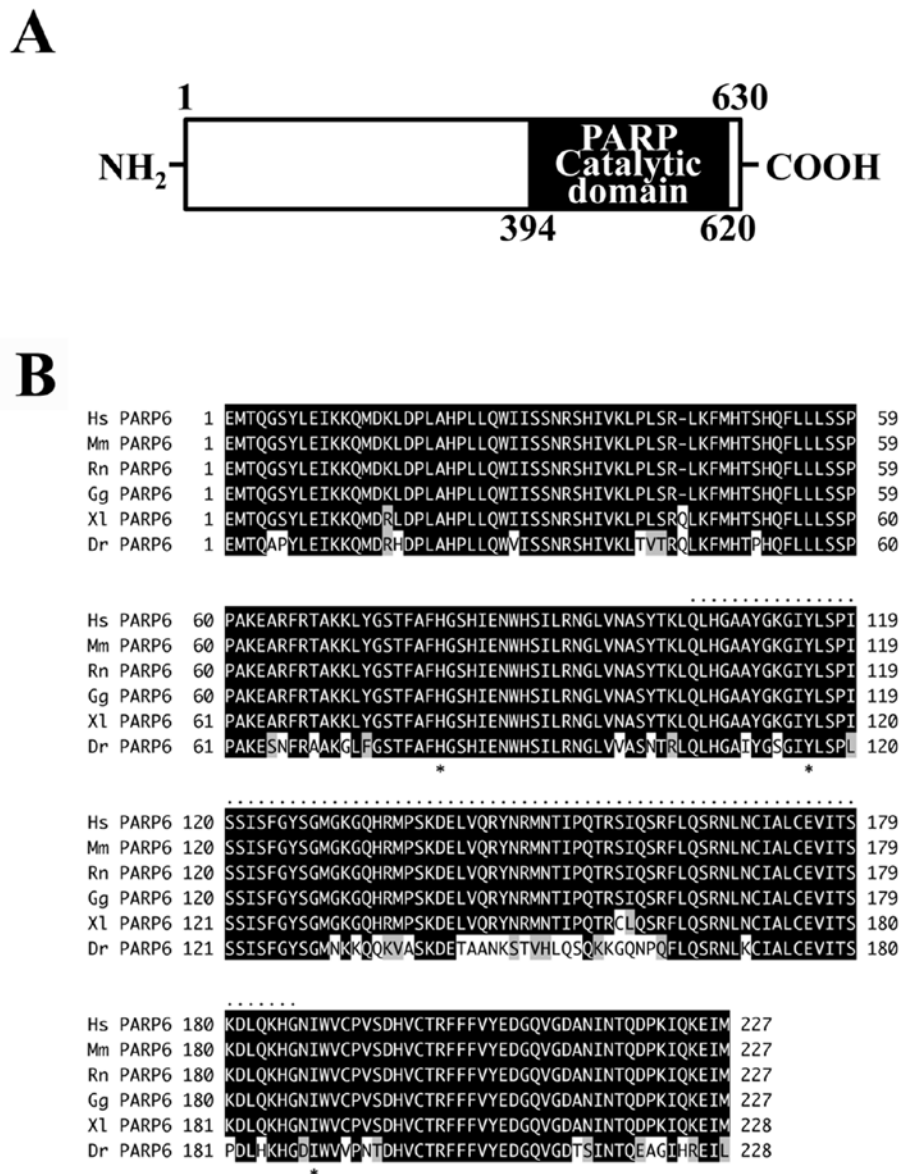 A
1 630
NH2 PARP Catalytic domain COOH
394 620
B
Hs PARP6 1 EMTQGSYLEIKKQMDKLDPLAHPLLQWIISSNRSHIVKLPLSR-LKFMHTSHQFLLLSSP 59
Mm PARP6 1 EMTQGSYLEIKKQMDKLDPLAHPLLQWIISSNRSHIVKLPLSR-LKFMHTSHQFLLLSSP 59
Rn PARP6 1 EMTQGSYLEIKKQMDKLDPLAHPLLQWIISSNRSHIVKLPLSR-LKFMHTSHQFLLLSSP 59
Gg PARP6 1 EMTQGSYLEIKKQMDKLDPLAHPLLQWIISSNRSHIVKLPLSR-LKFMHTSHQFLLLSSP 59
Xl PARP6 1 EMTQGSYLEIKKQMDRLDPLAHPLLQWIISSNRSHIVKLPLSRQLKFMHTSHQFLLLSSP 60
Dr PARP6 1 EMTQAPYLEIKKQMDRHDPLAHPLLQWVISSNRSHIVKLTVTRQLKFMHTPHQFLLLSSP 60
................
Hs PARP6 60 PAKEARFRTAKKLYGSTFAFHGSHIENWHSILRNGLVNASYTKLQLHGAAYGKGIYLSPI 119
Mm PARP6 60 PAKEARFRTAKKLYGSTFAFHGSHIENWHSILRNGLVNASYTKLQLHGAAYGKGIYLSPI 119
Rn PARP6 60 PAKEARFRTAKKLYGSTFAFHGSHIENWHSILRNGLVNASYTKLQLHGAAYGKGIYLSPI 119
Gg PARP6 60 PAKEARFRTAKKLYGSTFAFHGSHIENWHSILRNGLVNASYTKLQLHGAAYGKGIYLSPI 119
Xl PARP6 61 PAKEARFRTAKKLYGSTFAFHGSHIENWHSILRNGLVNASYTKLQLHGAAYGKGIYLSPI 120
Dr PARP6 61 PAKESNFRAAKGLFGSTFAFHGSHIENWHSILRNGLVVASNTRLQLHGAIYGSGIYLSPL 120
* *
............................................................
Hs PARP6 120 SSISFGYSGMGKGQHRMPSKDELVQRYNRMNTIPQTRSIQSRFLQSRNLNCIALCEVITS 179
Mm PARP6 120 SSISFGYSGMGKGQHRMPSKDELVQRYNRMNTIPQTRSIQSRFLQSRNLNCIALCEVITS 179
Rn PARP6 120 SSISFGYSGMGKGQHRMPSKDELVQRYNRMNTIPQTRSIQSRFLQSRNLNCIALCEVITS 179
Gg PARP6 120 SSISFGYSGMGKGQHRMPSKDELVQRYNRMNTIPQTRSIQSRFLQSRNLNCIALCEVITS 179
Xl PARP6 121 SSISFGYSGMGKGQHRMPSKDELVQRYNRMNTIPQTRCLQSRFLQSRNLNCIALCEVITS 180
Dr PARP6 121 SSISFGYSGMNKKQQKVASKDETAANKSTVHLQSQKKGQNPQFLQSRNLKCIALCEVITS 180
.......
Hs PARP6 180 KDLQKHGNIWVCPVSDHVCTRFFFVYEDGQVGDANINTQDPKIQKEIM 227
Mm PARP6 180 KDLQKHGNIWVCPVSDHVCTRFFFVYEDGQVGDANINTQDPKIQKEIM 227
Rn PARP6 180 KDLQKHGNIWVCPVSDHVCTRFFFVYEDGQVGDANINTQDPKIQKEIM 227
Gg PARP6 180 KDLQKHGNIWVCPVSDHVCTRFFFVYEDGQVGDANINTQDPKIQKEIM 227
Xl PARP6 181 KDLQKHGNIWVCPVSDHVCTRFFFVYEDGQVGDANINTQDPKIQKEIM 228
Dr PARP6 181 PDLHKHGDIWVVPNTDHVCTRFFFVYEDGQVGDTSINTQEAGIHREIL 228
*